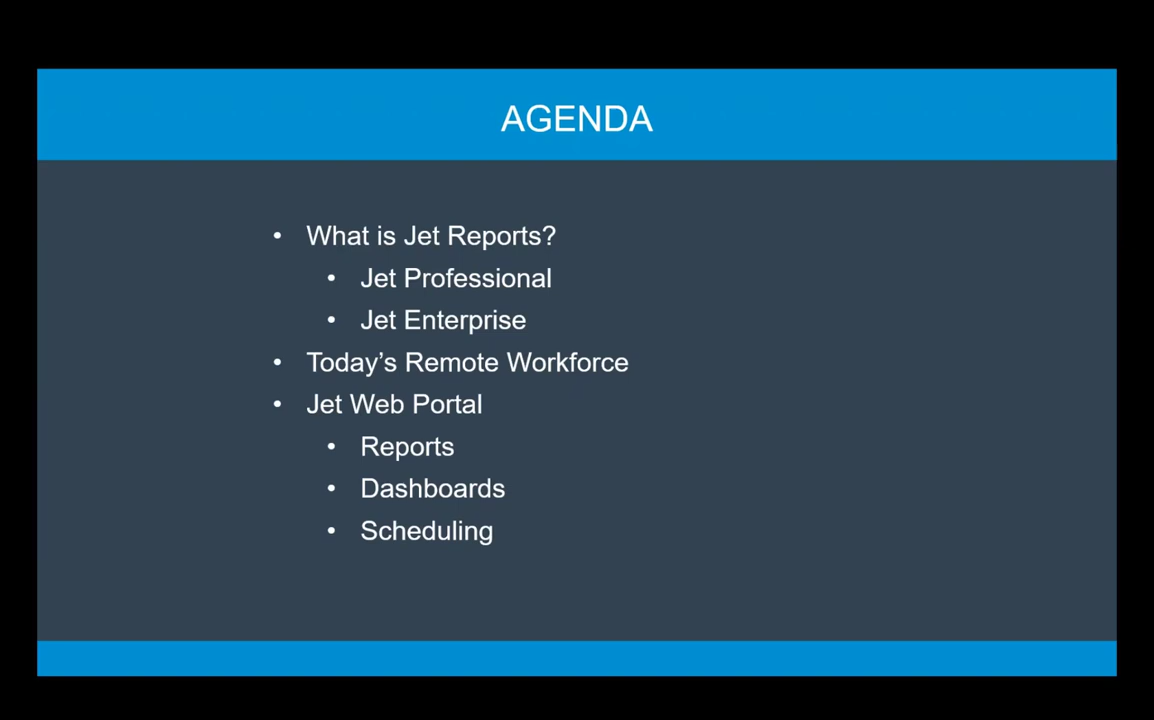 AGENDA
• What is Jet Reports?
• Jet Professional
• Jet Enterprise
• Today’s Remote Workforce
• Jet Web Portal
• Reports
• Dashboards
• Scheduling